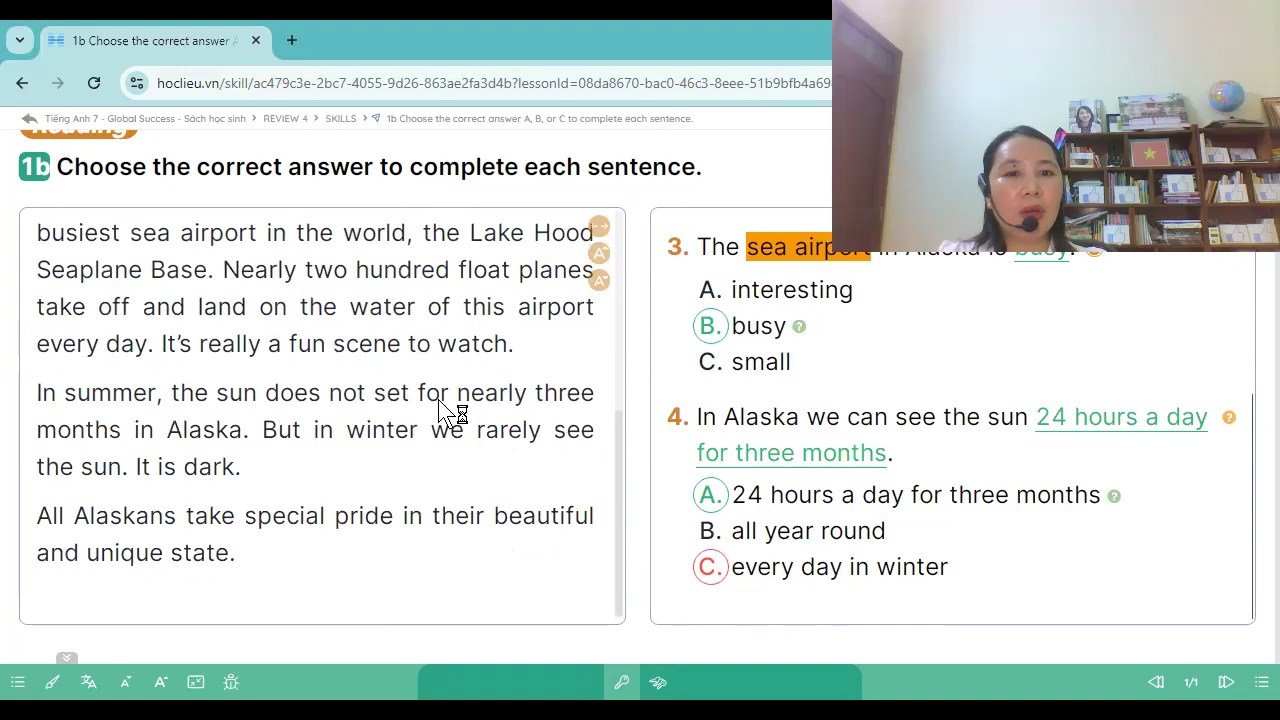 1b Choose the correct answer A
hoclieu.vn/skill/ac479c3e-2bc7-4055-9d26-863ae2fa3d4b?lessonId=08da8670-bac0-46c3-8eee-51b9bfb4a69
Tiếng Anh 7 - Global Success - Sách học sinh > REVIEW 4 > SKILLS > 1b Choose the correct answer A, B, or C to complete each sentence.
Reading
1b Choose the correct answer to complete each sentence.
busiest sea airport in the world, the Lake Hood
Seaplane Base. Nearly two hundred float planes
take off and land on the water of this airport
every day. It's really a fun scene to watch.
In summer, the sun does not set for nearly three
months in Alaska. But in winter we rarely see
the sun. It is dark.
All Alaskans take special pride in their beautiful
and unique state.
3. The sea airport in Alaska is busy.
A. interesting
B. busy
C. small
4. In Alaska we can see the sun 24 hours a day
for three months.
A. 24 hours a day for three months
B. all year round
C. every day in winter
1/1